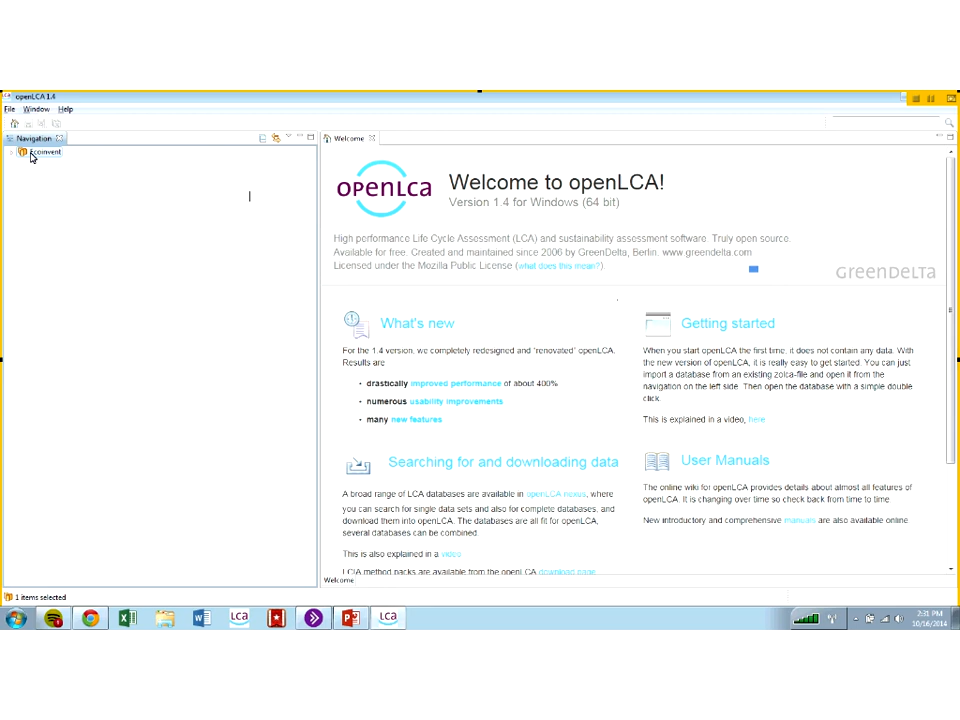 openLCA 1.4
File Window Help
Navigation
Welcome
Ecoinvent
openLca
Welcome to openLCA!
Version 1.4 for Windows (64 bit)
High performance Life Cycle Assessment (LCA) and sustainability assessment software. Truly open source.
Available for free. Created and maintained since 2006 by GreenDelta, Berlin. www.greendelta.com
Licensed under the Mozilla Public License (what does this mean?).
GreenDeLTa
What's new
For the 1.4 version, we completely redesigned and "renovated" openLCA.
Results are
• drastically improved performance of about 400%
• numerous usability improvements
• many new features
Getting started
When you start openLCA the first time, it does not contain any data. With
the new version of openLCA, it is really easy to get started. You can just
import a database from an existing zolca-file and open it from the
navigation on the left side. Then open the database with a simple double
click.
This is explained in a video, here
Searching for and downloading data
A broad range of LCA databases are available in openLCA nexus, where
you can search for single data sets and also for complete databases, and
download them into openLCA. The databases are all fit for openLCA,
several databases can be combined.
This is also explained in a video
LCIA method packs are available from the openLCA download page.
User Manuals
The online wiki for openLCA provides details about almost all features of
openLCA. It is changing over time so check back from time to time
New introductory and comprehensive manuals are also available online
Welcome
1 items selected
LCA
LCA
2:31 PM
10/16/2014